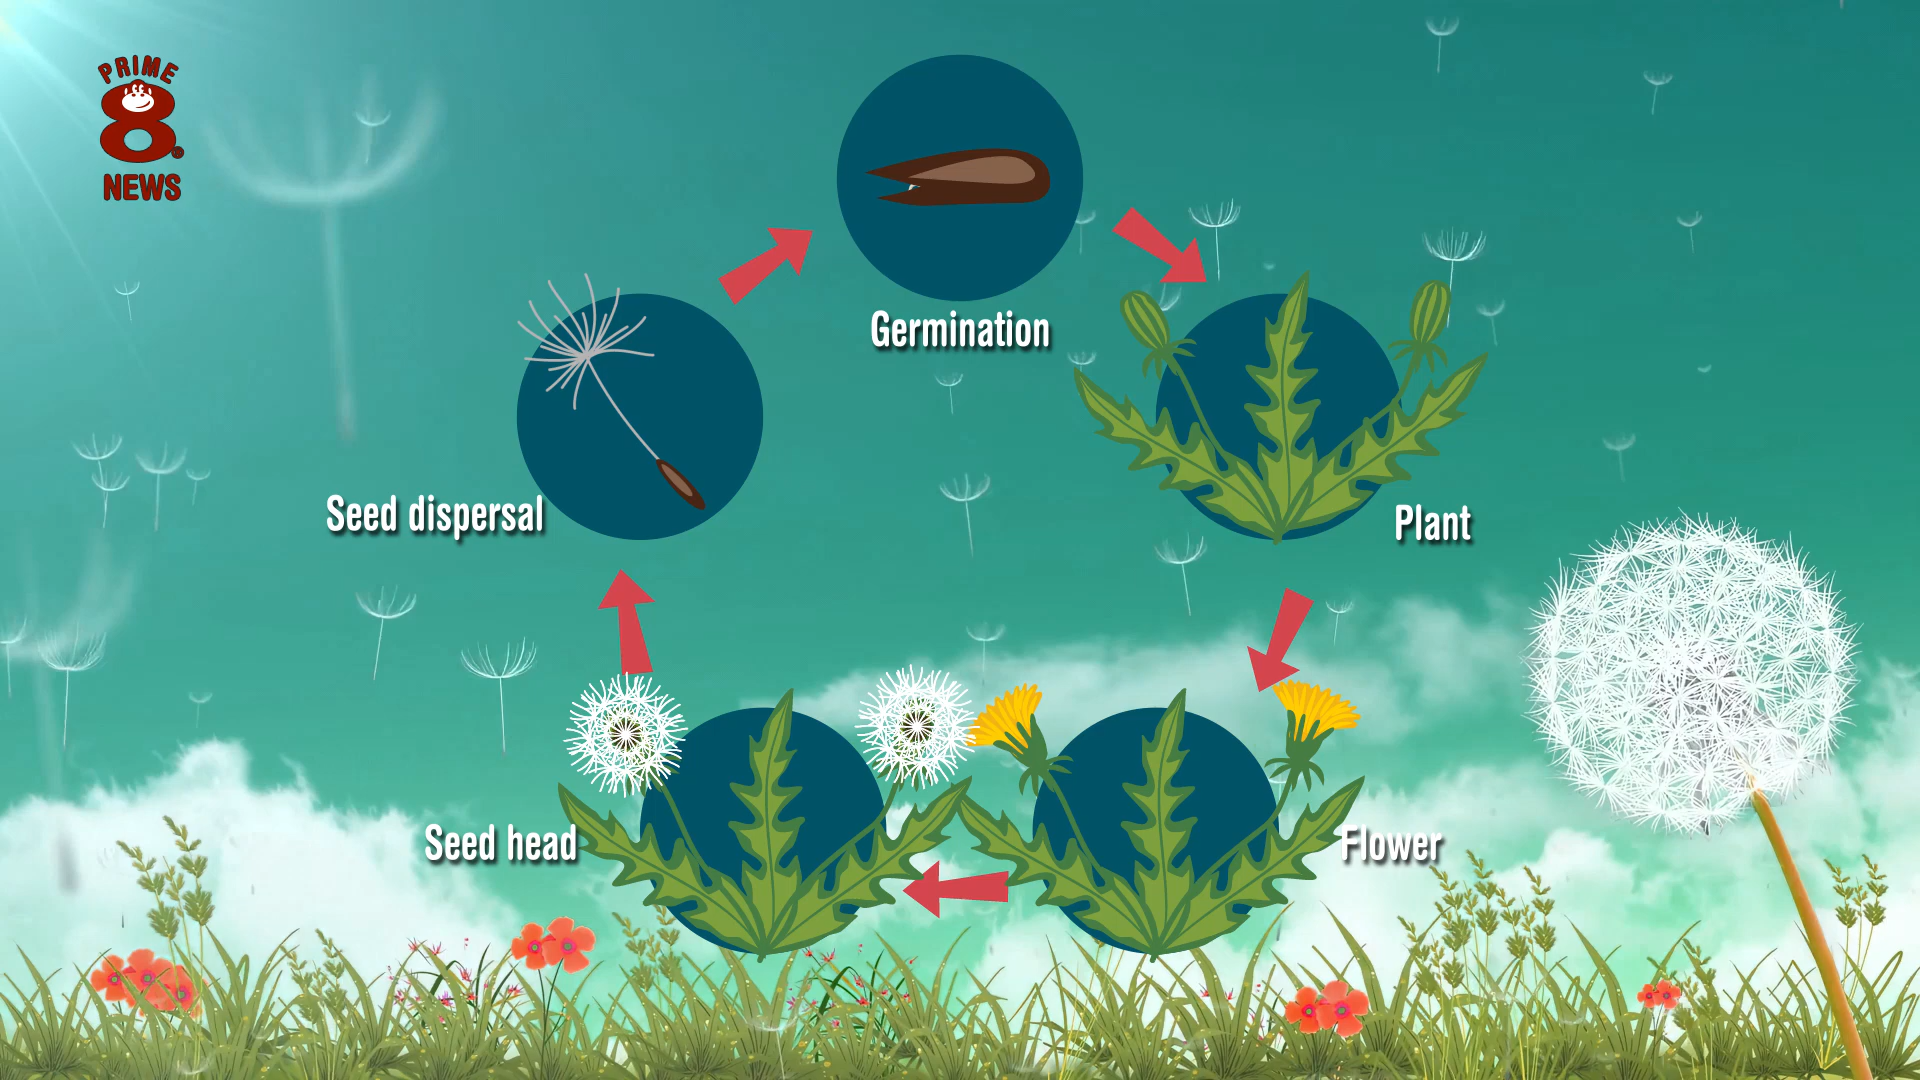 PRIME
8
NEWS
Germination
Seed dispersal
Plant
Seed head
Flower